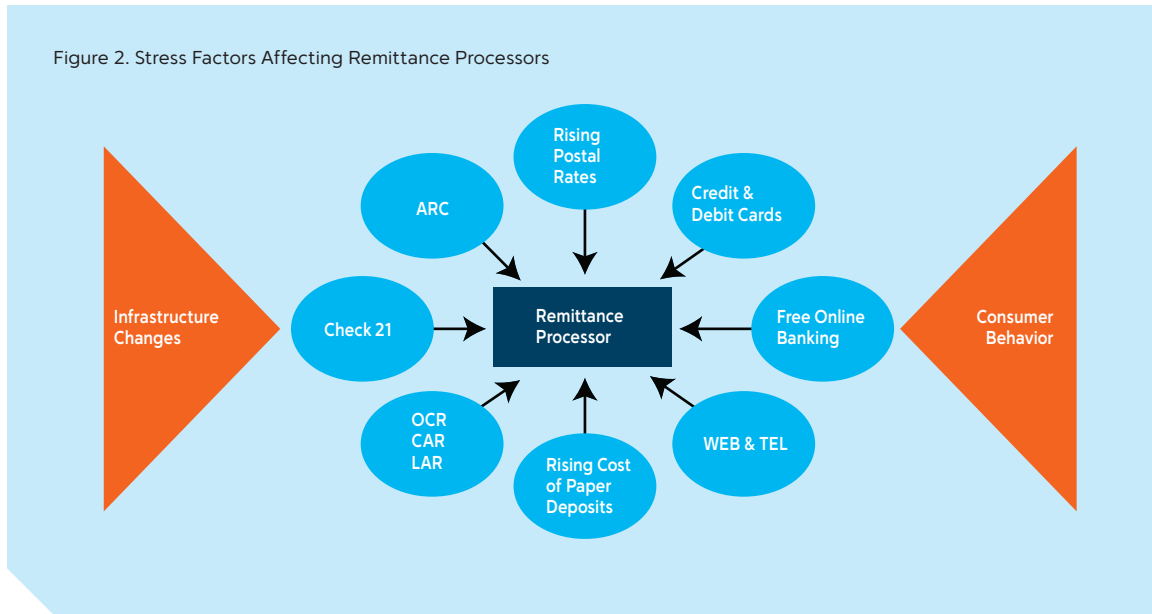 Figure 2. Stress Factors Affecting Remittance Processors
Rising
Postal
Rates
ARC
Credit &
Debit Cards
Infrastructure
Changes
Check 21
Remittance
Processor
Free Online
Banking
Consumer
Behavior
OCR
CAR
LAR
Rising Cost
of Paper
Deposits
WEB & TEL